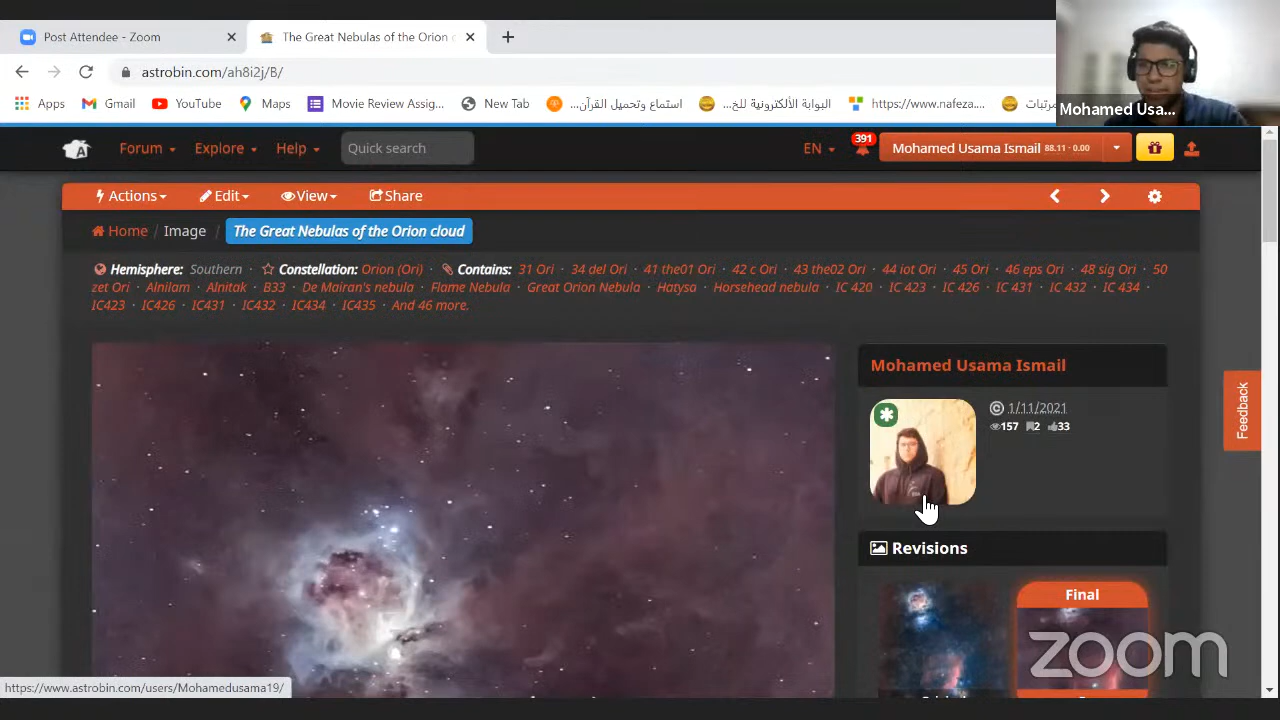 Post Attendee - Zoom
The Great Nebulas of the Orion c
astrobin.com/ah8i2j/B/
Mohamed Usa...
Apps
Gmail
YouTube
Maps
Movie Review Assig...
New Tab
استماع وتحميل القرآن...
البوابة الألكترونية للخ...
https://www.nafeza....
مرتبات
Forum
Explore
Help
Quick search
EN
391
Mohamed Usama Ismail 88.11 · 0.00
Actions
Edit
View
Share
Home / Image / The Great Nebulas of the Orion cloud
Hemisphere: Southern · Constellation: Orion (Ori) · Contains: 31 Ori · 34 del Ori · 41 the01 Ori · 42 c Ori · 43 the02 Ori · 44 iot Ori · 45 Ori · 46 eps Ori · 48 sig Ori · 50
zet Ori · Alnilam · Alnitak · B33 · De Mairan's nebula · Flame Nebula · Great Orion Nebula · Hatysa · Horsehead nebula · IC 420 · IC 423 · IC 426 · IC 431 · IC 432 · IC 434 ·
IC423 · IC426 · IC431 · IC432 · IC434 · IC435 · And 46 more.
Mohamed Usama Ismail
1/11/2021
157 2 33
Revisions
Final
Feedback
zoom
https://www.astrobin.com/users/Mohamedusama19/